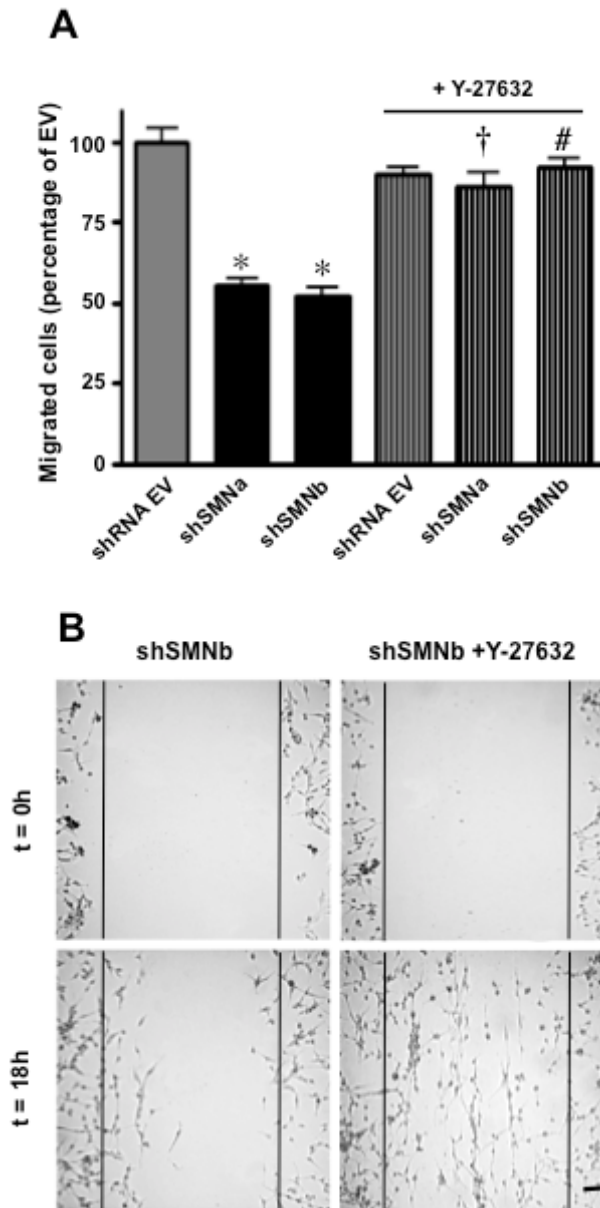 A
+ Y-27632
Migrated cells (percentage of EV)
100
75
50
25
0
*
*
†
#
shRNA EV
shSMNa
shSMNb
shRNA EV
shSMNa
shSMNb
B
shSMNb
shSMNb +Y-27632
t = 0h
t = 18h